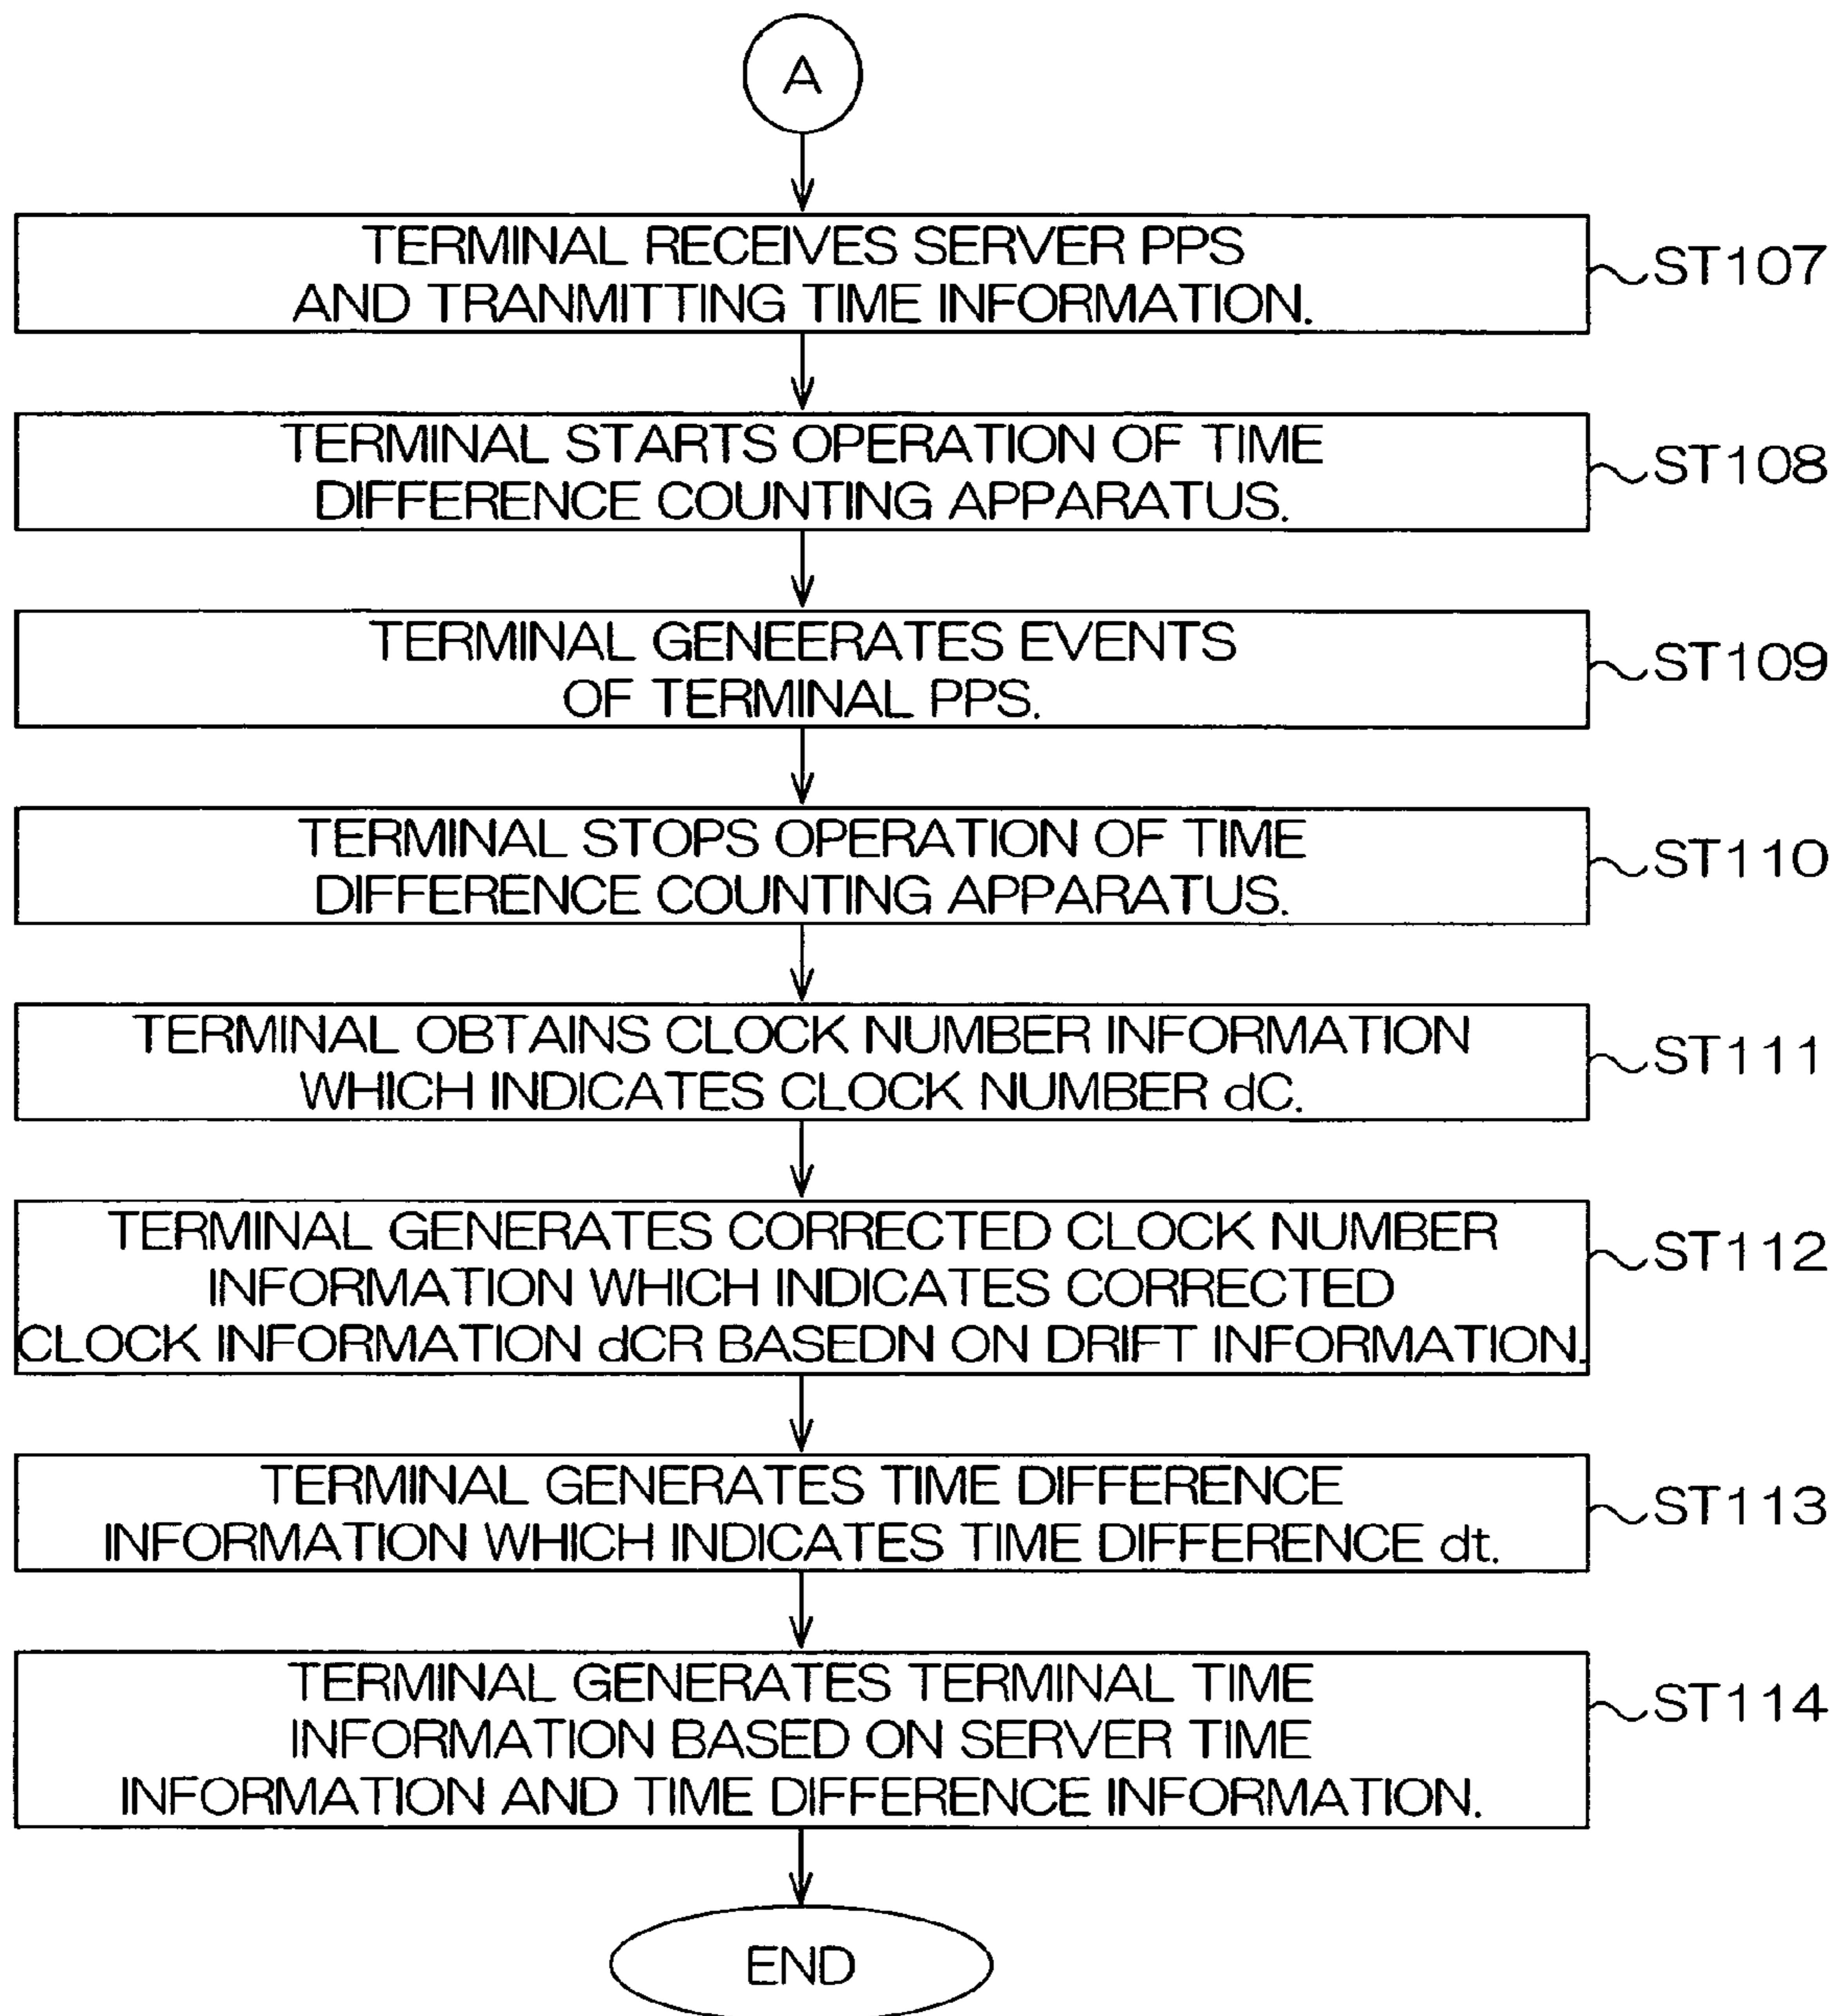 A
TERMINAL RECEIVES SERVER PPS
AND TRANMITTING TIME INFORMATION.
ST107
TERMINAL STARTS OPERATION OF TIME
DIFFERENCE COUNTING APPARATUS.
ST108
TERMINAL GENEERATES EVENTS
OF TERMINAL PPS.
ST109
TERMINAL STOPS OPERATION OF TIME
DIFFERENCE COUNTING APPARATUS.
ST110
TERMINAL OBTAINS CLOCK NUMBER INFORMATION
WHICH INDICATES CLOCK NUMBER dC.
ST111
TERMINAL GENERATES CORRECTED CLOCK NUMBER
INFORMATION WHICH INDICATES CORRECTED
CLOCK INFORMATION dCR BASEDN ON DRIFT INFORMATION.
ST112
TERMINAL GENERATES TIME DIFFERENCE
INFORMATION WHICH INDICATES TIME DIFFERENCE dt.
ST113
TERMINAL GENERATES TERMINAL TIME
INFORMATION BASED ON SERVER TIME
INFORMATION AND TIME DIFFERENCE INFORMATION.
ST114
END